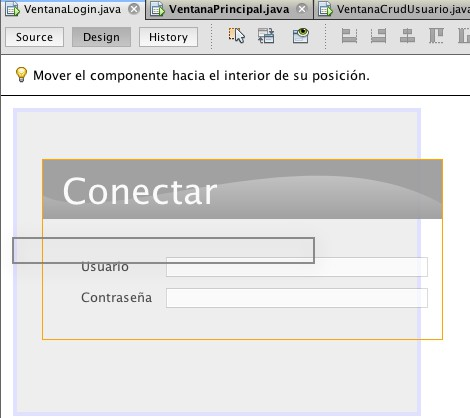 VentanaLogin.java VentanaPrincipal.java VentanaCrudUsuario.java
Source Design History
Mover el componente hacia el interior de su posición.
Conectar
Usuario
Contraseña